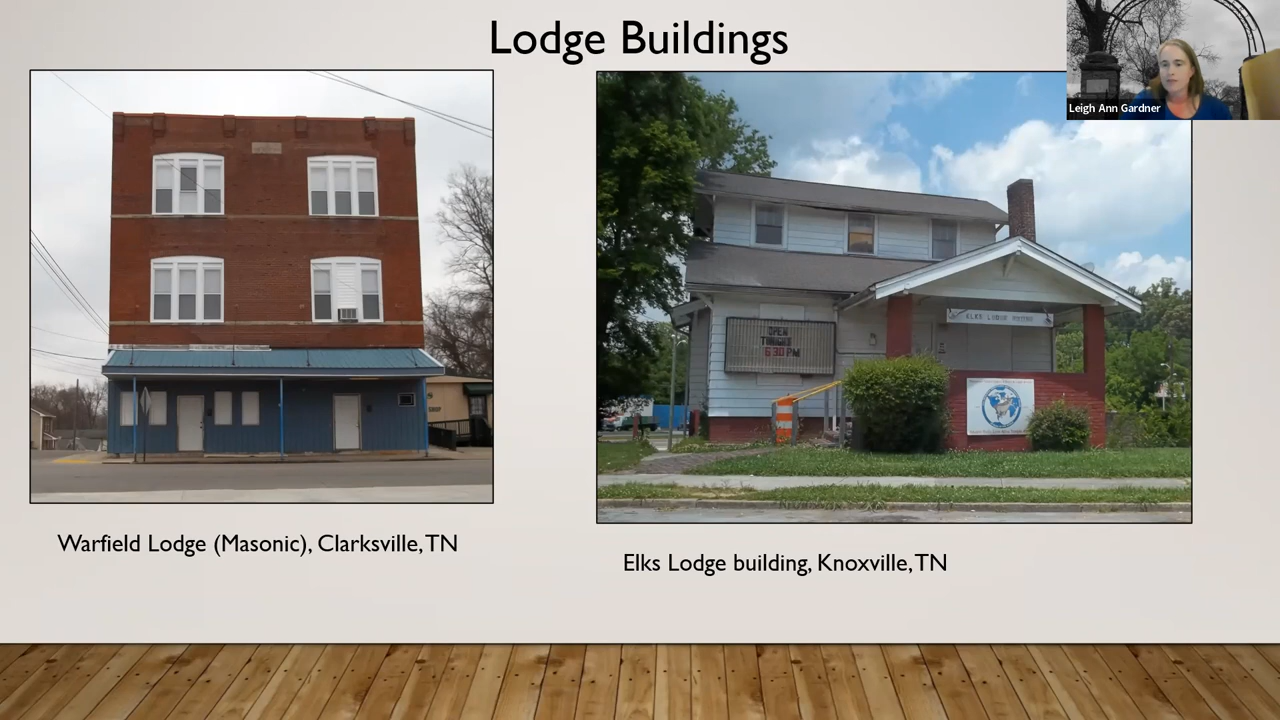 Lodge Buildings
Leigh Ann Gardner
OPEN
TONIGHT
6:30 PM
ELKS LODGE
Warfield Lodge (Masonic), Clarksville, TN
Elks Lodge building, Knoxville, TN